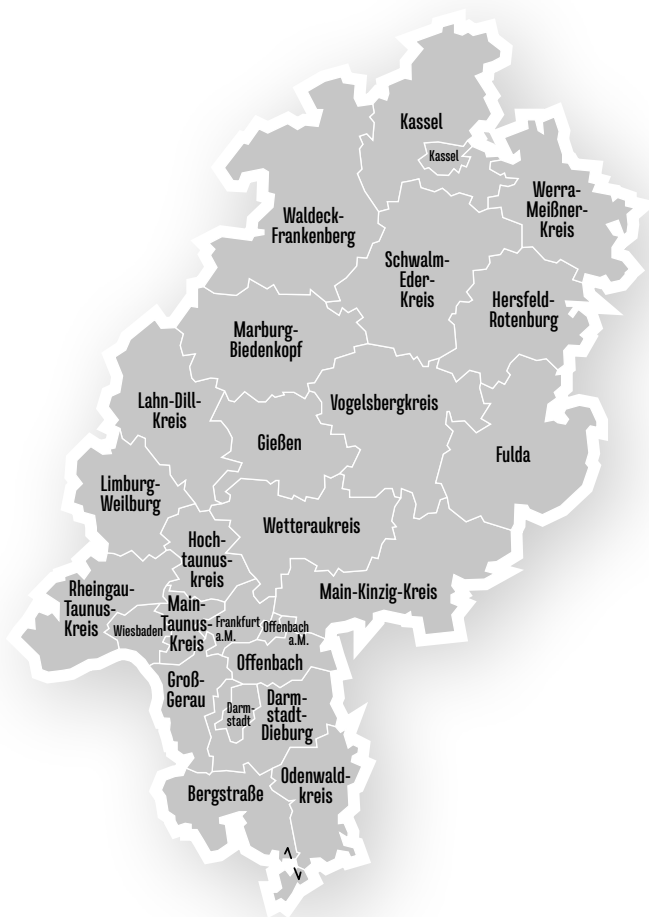 Kassel
Kassel
Werra-
Meißner-
Kreis
Waldeck-
Frankenberg
Schwalm-
Eder-
Kreis
Hersfeld-
Rotenburg
Marburg-
Biedenkopf
Lahn-Dill-
Kreis
Vogelsbergkreis
Gießen
Fulda
Limburg-
Weilburg
Wetteraukreis
Hoch-
taunus-
kreis
Rheingau-
Taunus-
Kreis
Main-Kinzig-Kreis
Main-
Taunus-
Kreis
Wiesbaden
Frankfurt
a.M.
Offenbach
a.M.
Offenbach
Groß-
Gerau
Darm-
stadt
Darm-
stadt-
Dieburg
Odenwald-
kreis
Bergstraße